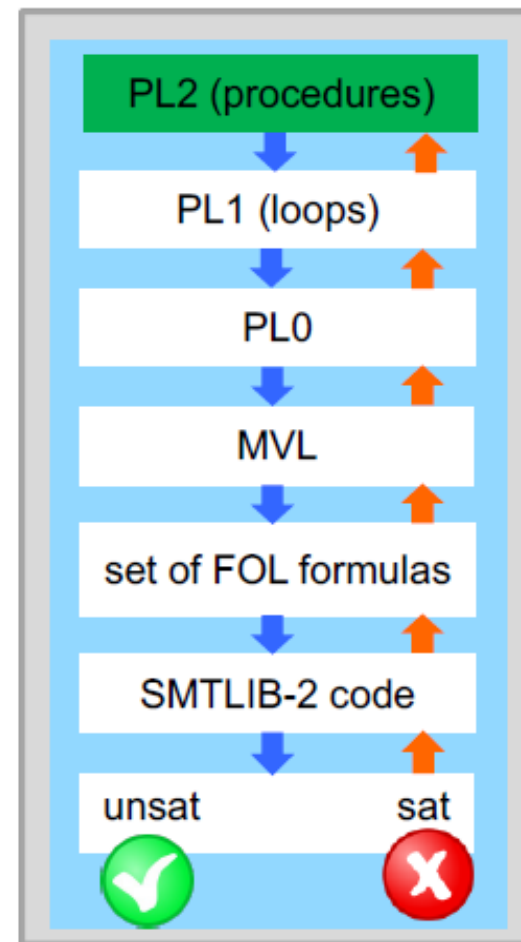 PL2 (procedures)
PL1 (loops)
PL0
MVL
set of FOL formulas
SMTLIB-2 code
unsat sat